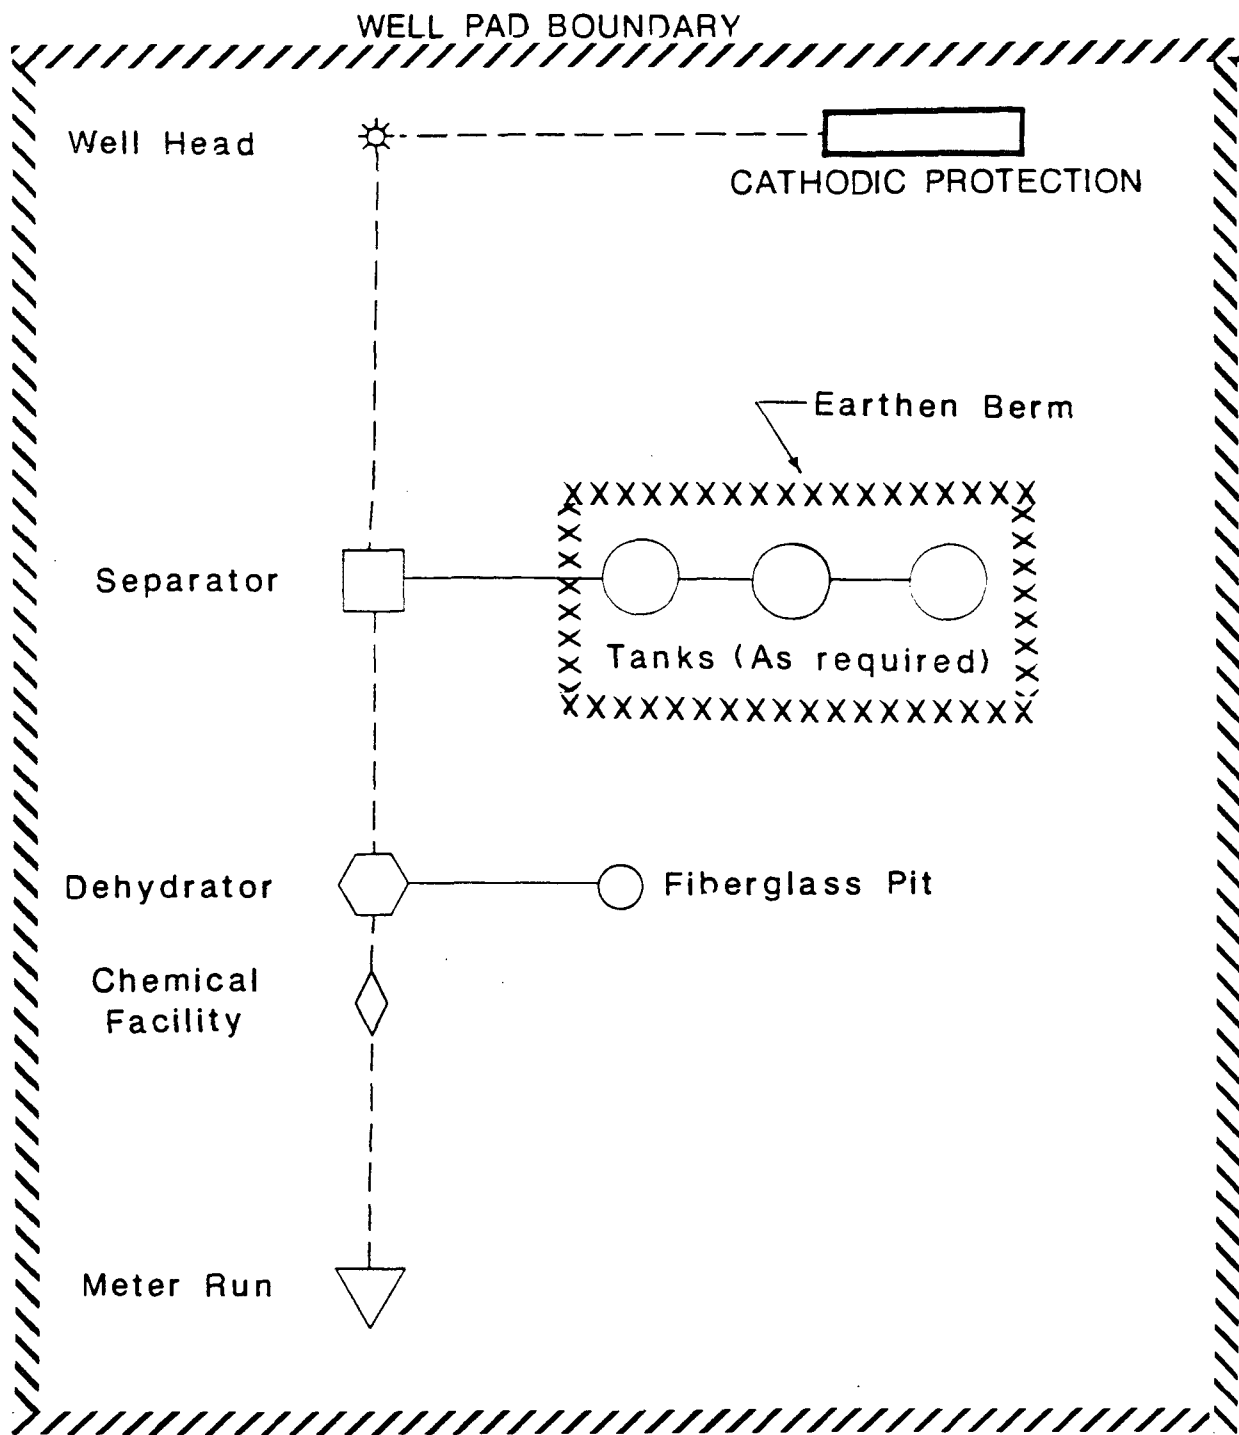 WELL PAD BOUNDARY
Well Head
CATHODIC PROTECTION
Earthen Berm
Separator
Tanks (As required)
Dehydrator
Fiberglass Pit
Chemical
Facility
Meter Run